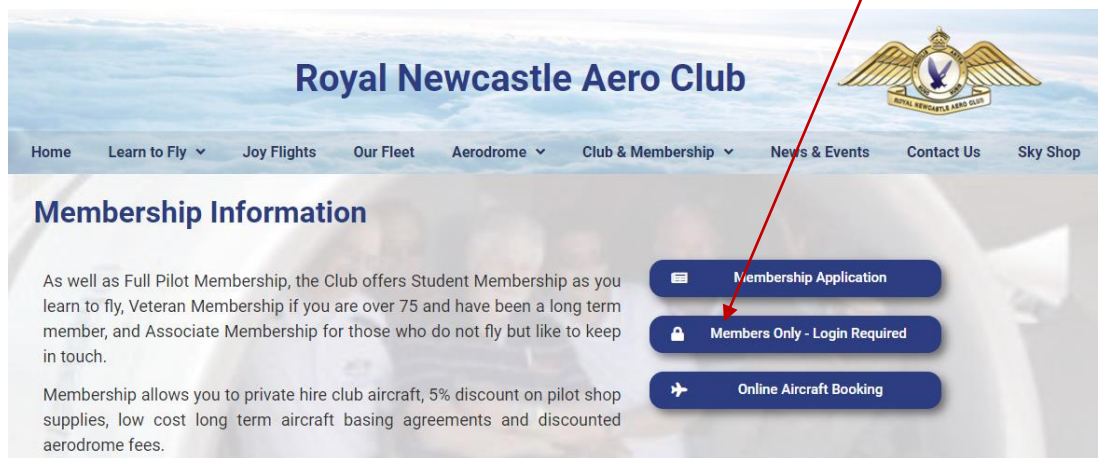 Royal Newcastle Aero Club
ROYAL NEWCASTLE AERO CLUB
Home Learn to Fly Joy Flights Our Fleet Aerodrome Club & Membership News & Events Contact Us Sky Shop
Membership Information
As well as Full Pilot Membership, the Club offers Student Membership as you
learn to fly, Veteran Membership if you are over 75 and have been a long term
member, and Associate Membership for those who do not fly but like to keep
in touch.
Membership allows you to private hire club aircraft, 5% discount on pilot shop
supplies, low cost long term aircraft basing agreements and discounted
aerodrome fees.
Membership Application
Members Only - Login Required
Online Aircraft Booking